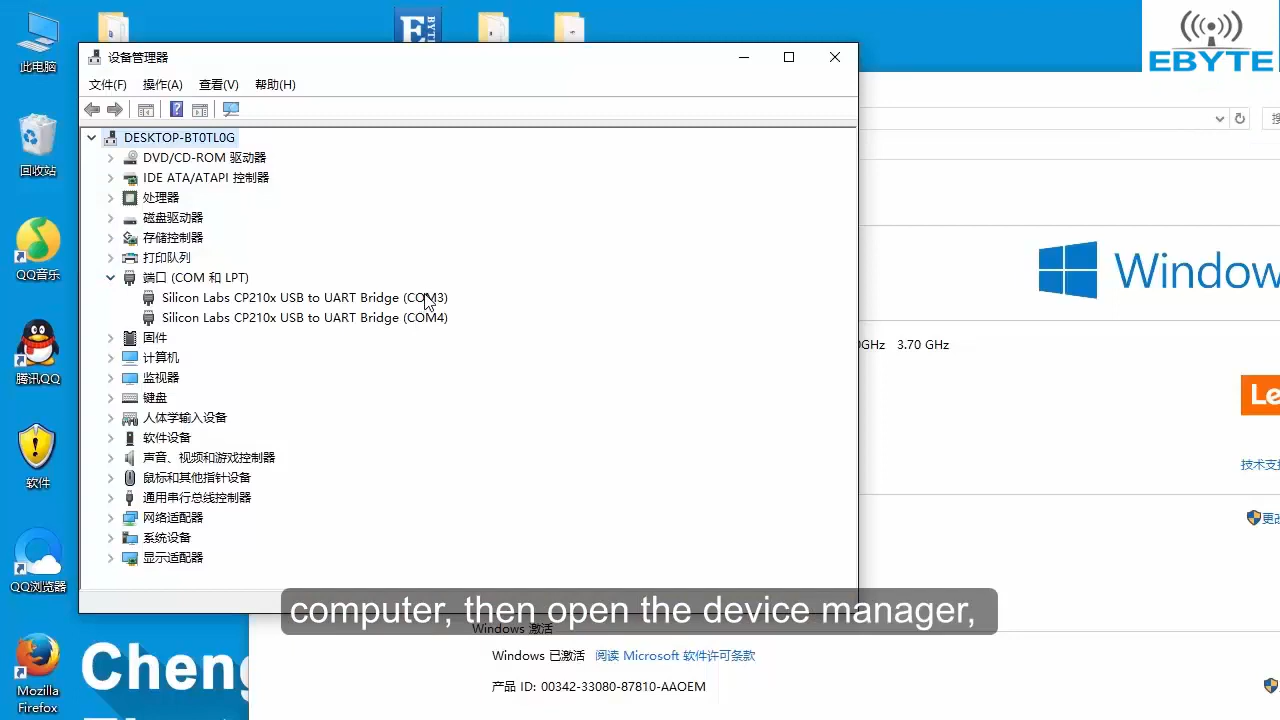 此电脑
回收站
QQ音乐
腾讯QQ
软件
QQ浏览器
Mozilla
Firefox
EBYTE
设备管理器
文件(F) 操作(A) 查看(V) 帮助(H)
DESKTOP-BT0TL0G
DVD/CD-ROM 驱动器
IDE ATA/ATAPI 控制器
处理器
磁盘驱动器
存储控制器
打印队列
端口 (COM 和 LPT)
Silicon Labs CP210x USB to UART Bridge (COM3)
Silicon Labs CP210x USB to UART Bridge (COM4)
固件
计算机
监视器
键盘
人体学输入设备
软件设备
声音、视频和游戏控制器
鼠标和其他指针设备
通用串行总线控制器
网络适配器
系统设备
显示适配器
Window
GHz 3.70 GHz
Le
技术支
更改
computer, then open the device manager,
Windows 激活
Windows 已激活 阅读 Microsoft 软件许可条款
产品 ID: 00342-33080-87810-AAOEM
Cheng